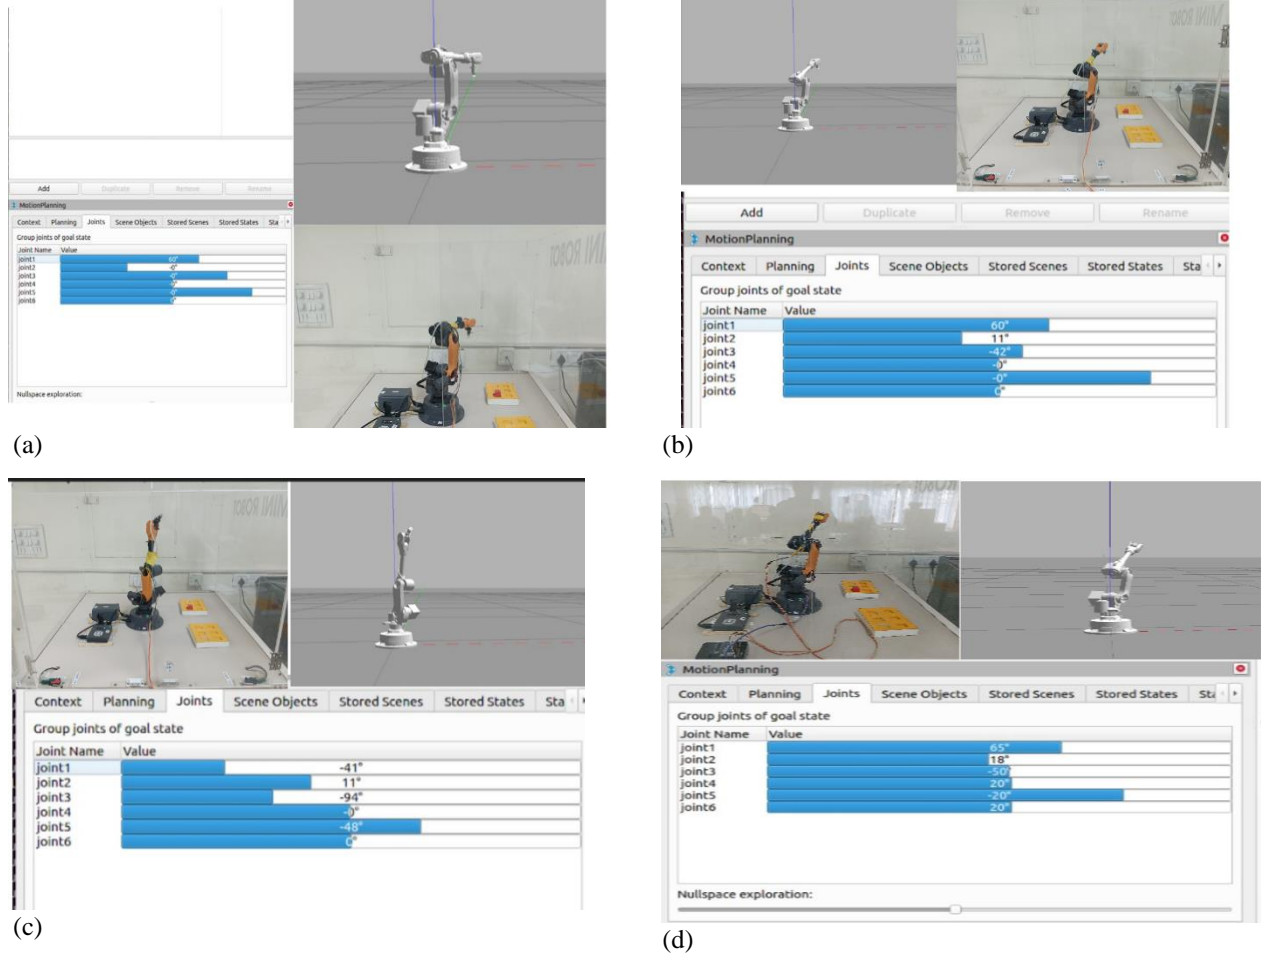 Add Duplicate Remove Rename
MotionPlanning
Context Planning Joints Scene Objects Stored Scenes Stored States Sta
Group joints of goal state
Joint Name Value
joint1 60°
joint2 -0°
joint3 -0°
joint4
joint5 -0°
joint6 0°
Nullspace exploration:
MINI ROBOT
(a)
MINI ROBOT
Add Duplicate Remove Rename
MotionPlanning
Context Planning Joints Scene Objects Stored Scenes Stored States Sta
Group joints of goal state
Joint Name Value
joint1 60°
joint2 11°
joint3 -42°
joint4 -0°
joint5 -0°
joint6 0°
(b)
MINI ROBOT
Context Planning Joints Scene Objects Stored Scenes Stored States Sta
Group joints of goal state
Joint Name Value
joint1 -41°
joint2 11°
joint3 -94°
joint4 -0°
joint5 -48°
joint6 0°
(c)
MotionPlanning
Context Planning Joints Scene Objects Stored Scenes Stored States Sta
Group joints of goal state
Joint Name Value
joint1 65°
joint2 18°
joint3 -50°
joint4 20°
joint5 -20°
joint6 20°
Nullspace exploration:
(d)